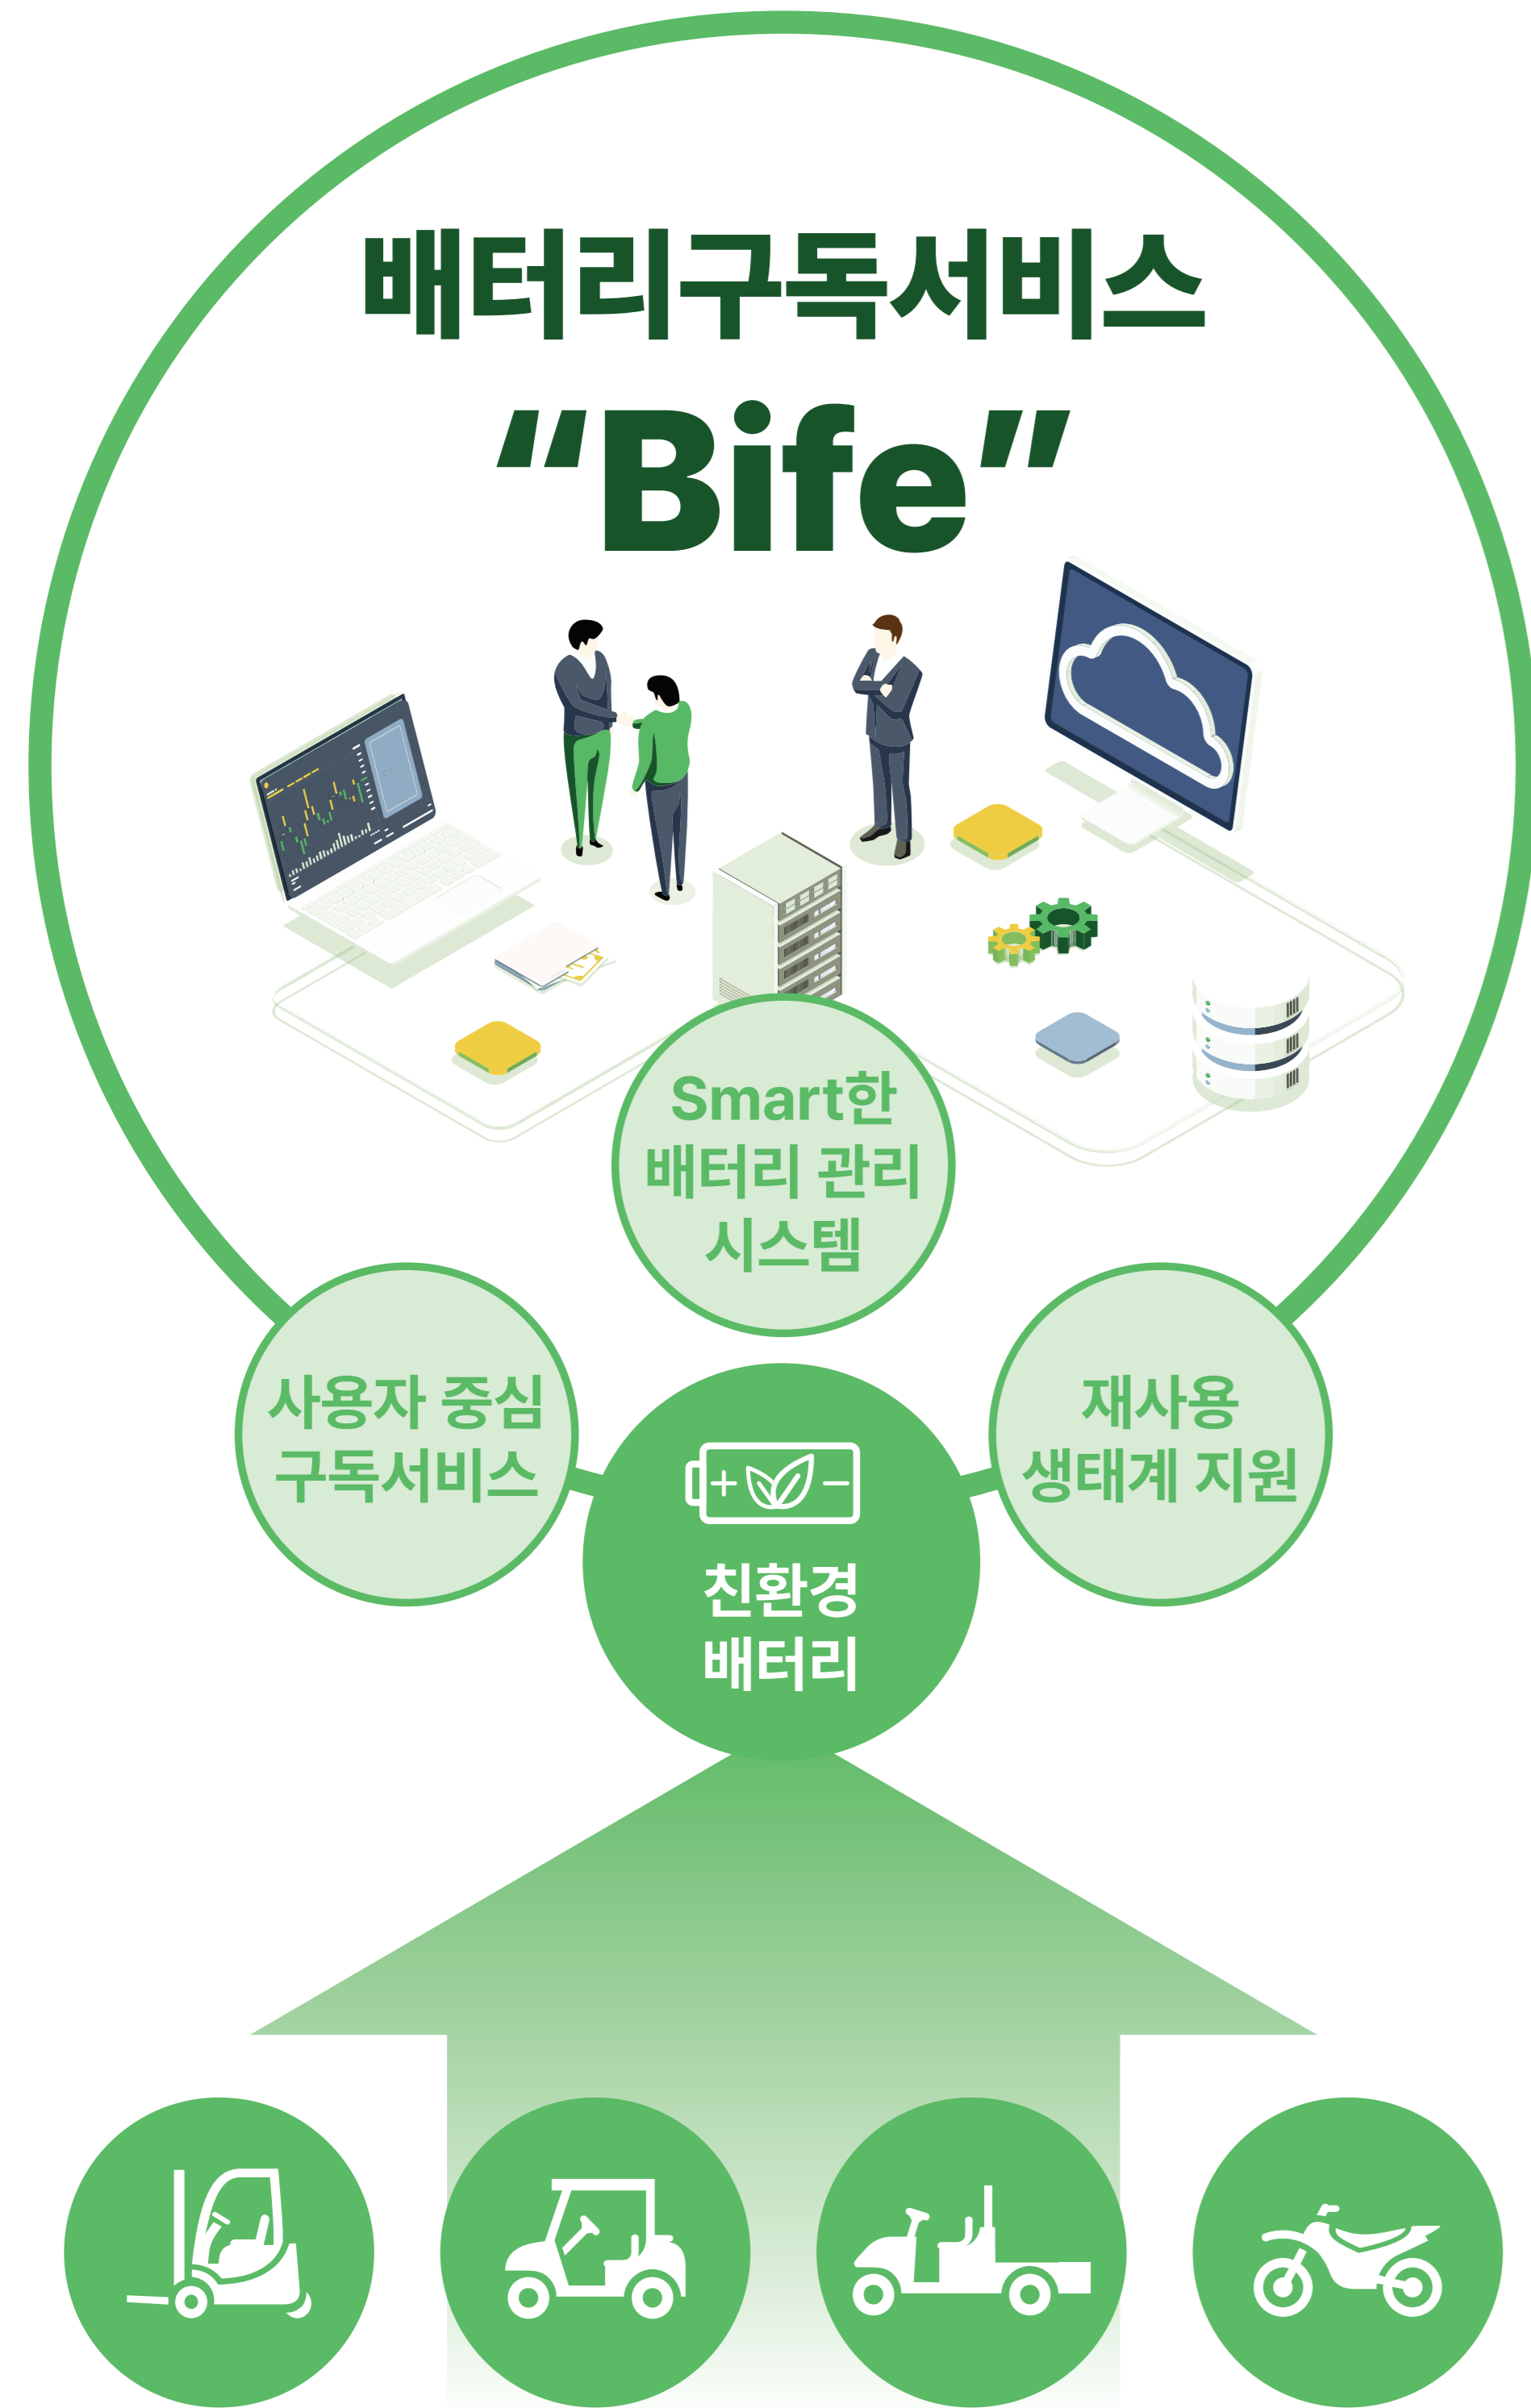 배터리구독서비스
“Bife”
Smart한
배터리 관리
시스템
사용자 중심
구독서비스
재사용
생태계 지원
친환경
배터리